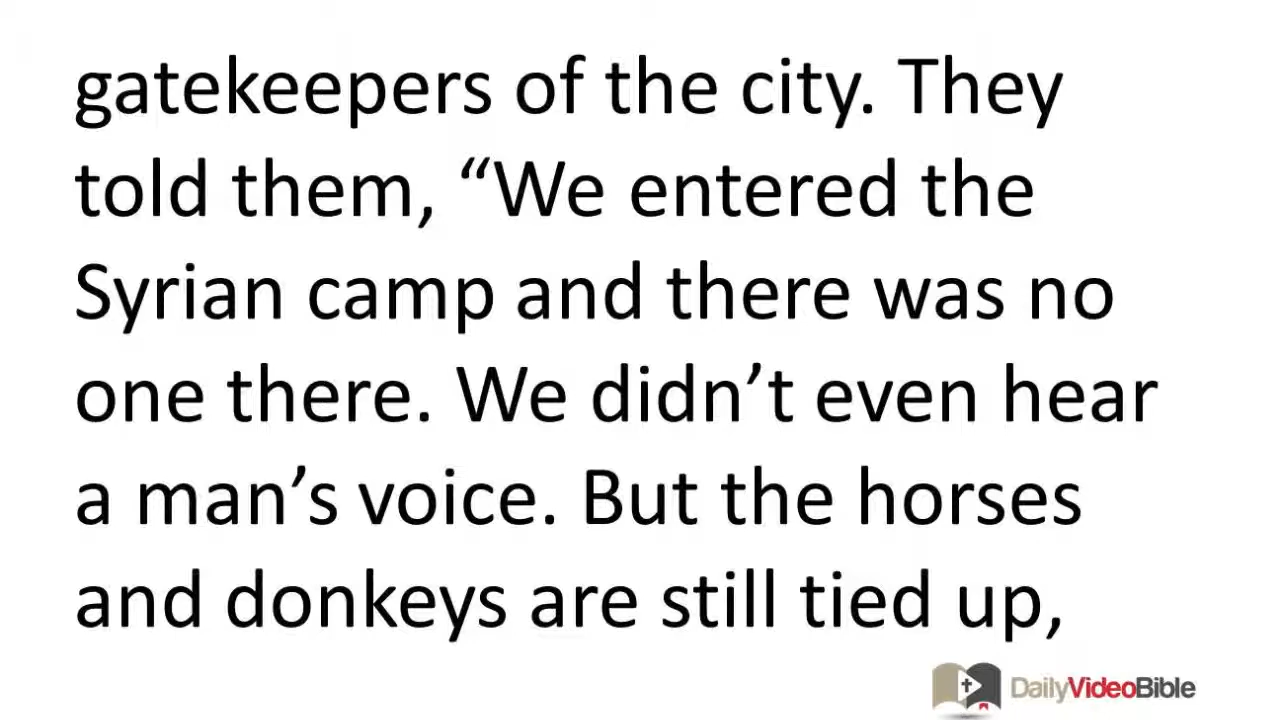 gatekeepers of the city. They
told them, “We entered the
Syrian camp and there was no
one there. We didn’t even hear
a man’s voice. But the horses
and donkeys are still tied up,
DailyVideoBible